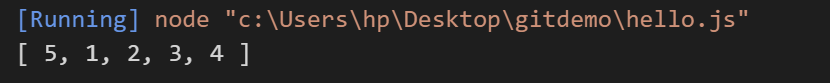 [Running] node "c:\Users\hp\Desktop\gitdemo\hello.js"
[ 5, 1, 2, 3, 4 ]